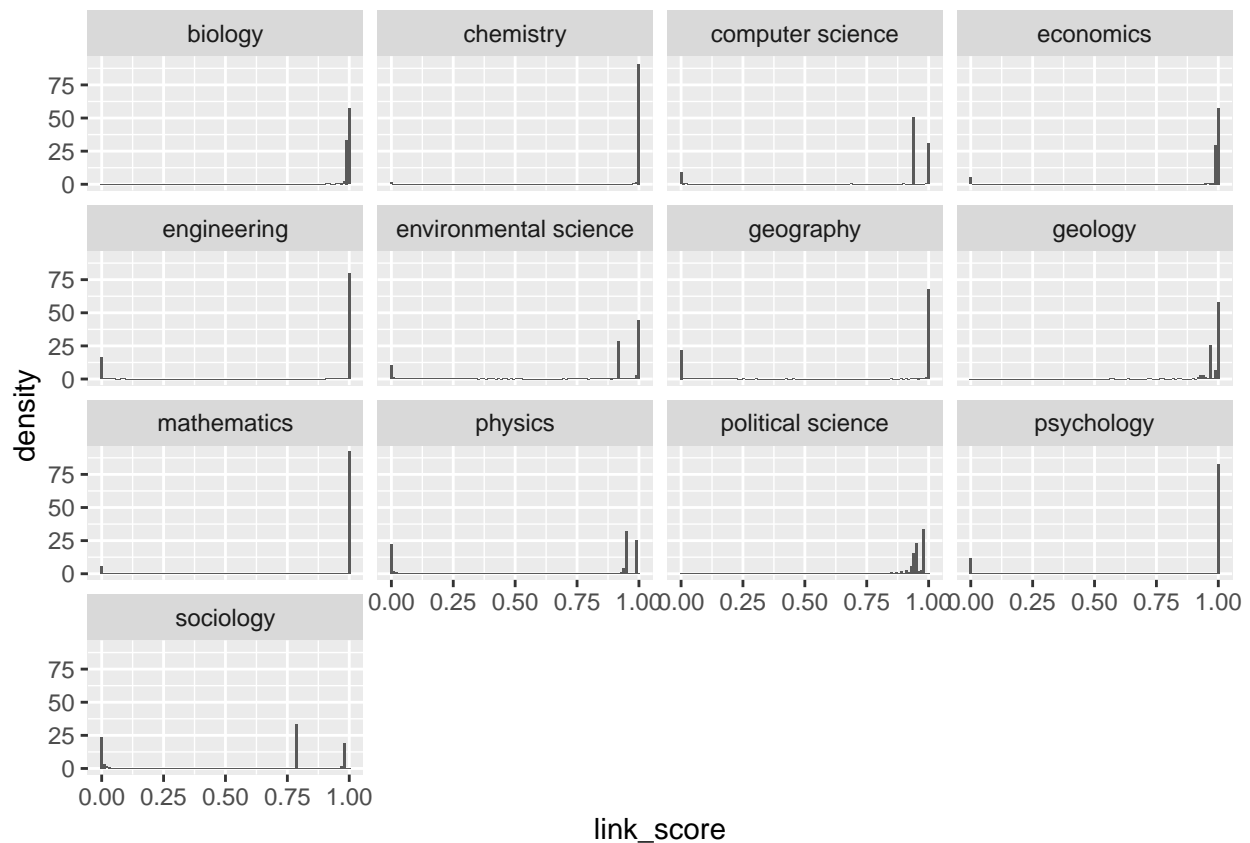 biology chemistry computer science economics
75
50
25
0
engineering environmental science geography geology
75
50
25
0
density
mathematics physics political science psychology
75
50
25
0
0.00 0.25 0.50 0.75 1.00 0.00 0.25 0.50 0.75 1.00 0.00 0.25 0.50 0.75 1.00
sociology
75
50
25
0
0.00 0.25 0.50 0.75 1.00
link_score